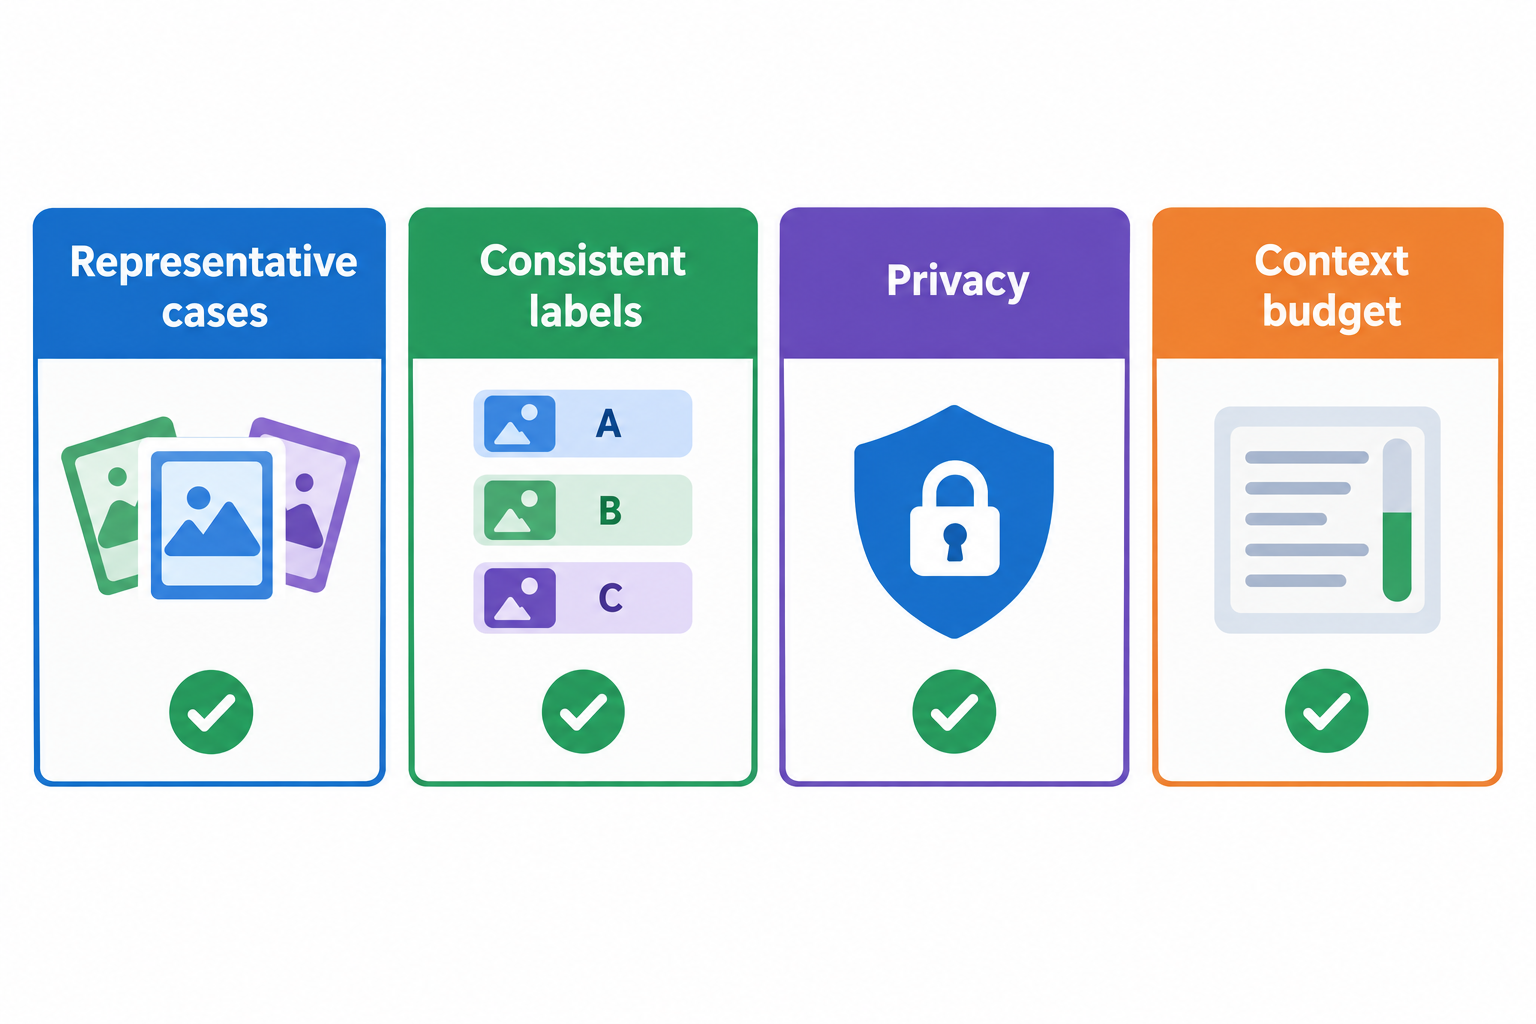 Representative
cases
Consistent
labels
Privacy
Context
budget
A
B
C